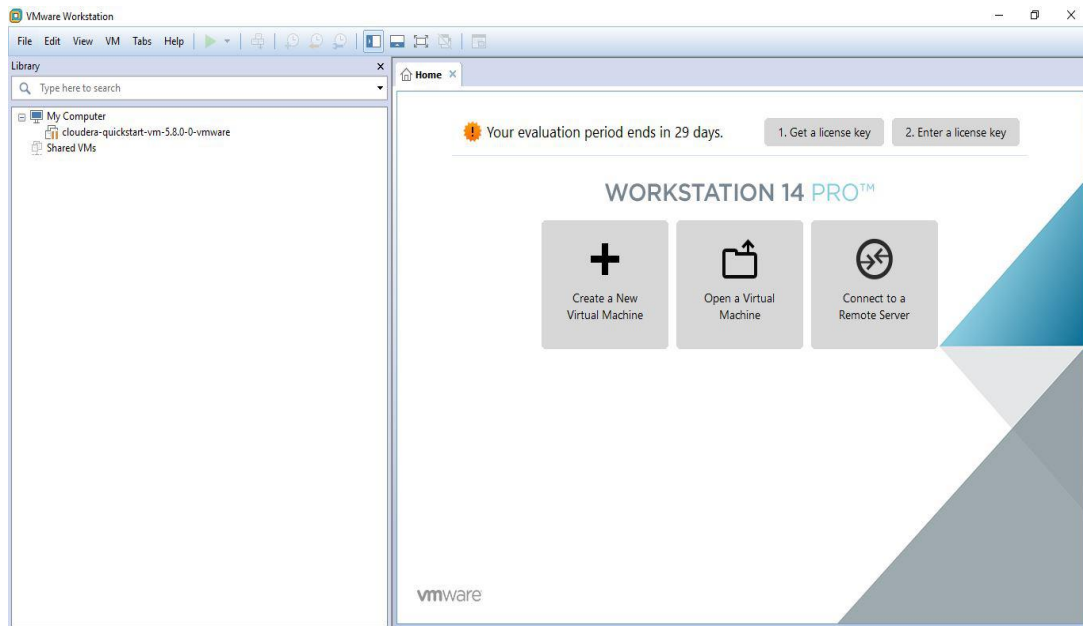 VMware Workstation
File Edit View VM Tabs Help
Library
Type here to search
My Computer
cloudera-quickstart-vm-5.8.0-0-vmware
Shared VMs
Home
Your evaluation period ends in 29 days.
1. Get a license key
2. Enter a license key
WORKSTATION 14 PRO™
Create a New
Virtual Machine
Open a Virtual
Machine
Connect to a
Remote Server
vmware